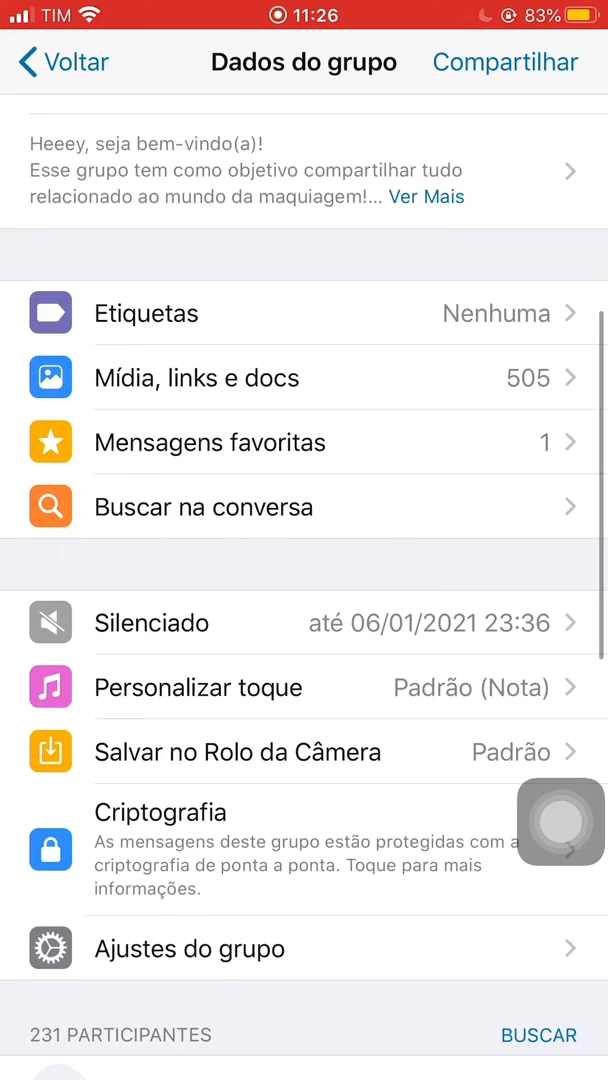 TIM 11:26 83%
Voltar Dados do grupo Compartilhar
Heeey, seja bem-vindo(a)!
Esse grupo tem como objetivo compartilhar tudo
relacionado ao mundo da maquiagem!... Ver Mais
Etiquetas Nenhuma
Mídia, links e docs 505
Mensagens favoritas 1
Buscar na conversa
Silenciado até 06/01/2021 23:36
Personalizar toque Padrão (Nota)
Salvar no Rolo da Câmera Padrão
Criptografia
As mensagens deste grupo estão protegidas com a
criptografia de ponta a ponta. Toque para mais
informações.
Ajustes do grupo
231 PARTICIPANTES BUSCAR